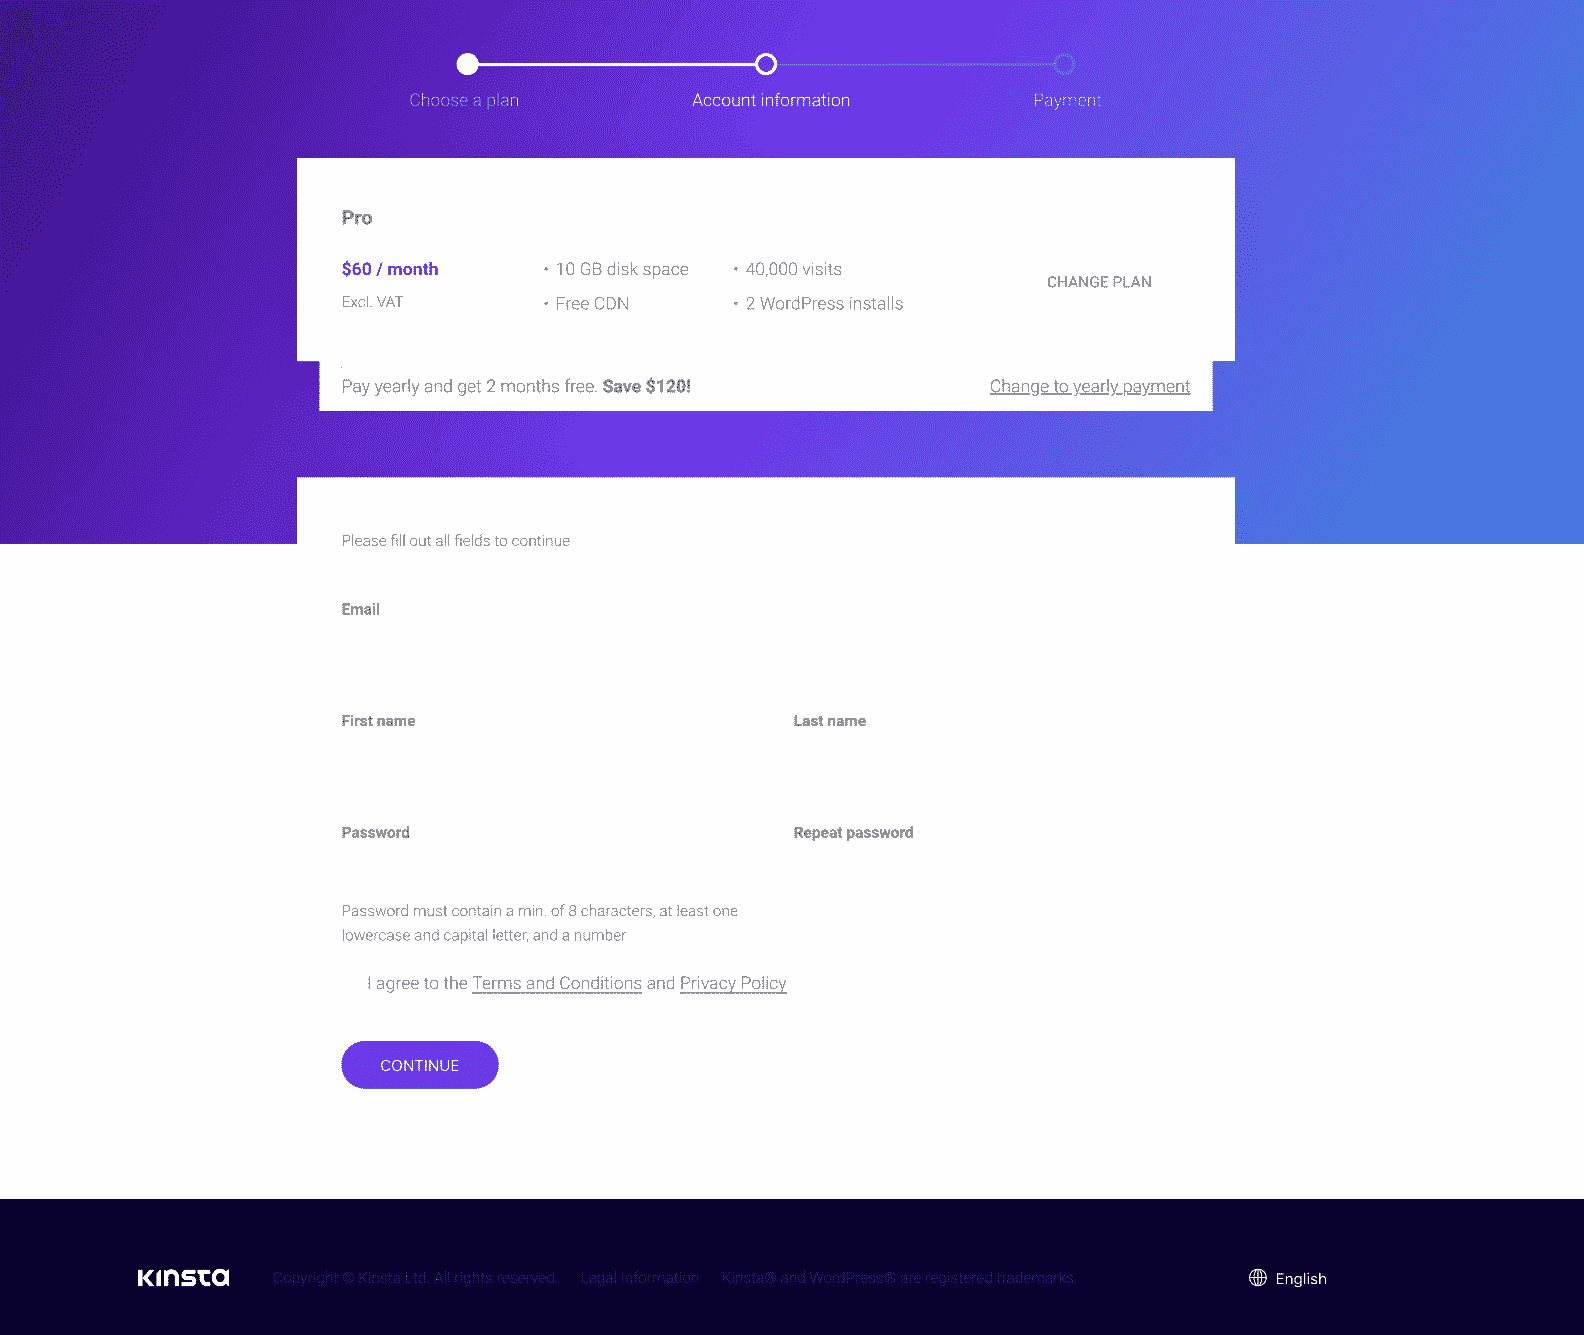 Choose a plan
Account information
Payment
Pro
$60 / month
Excl. VAT
• 10 GB disk space
• Free CDN
• 40,000 visits
• 2 WordPress installs
CHANGE PLAN
Pay yearly and get 2 months free. Save $120!
Change to yearly payment
Please fill out all fields to continue
Email
First name
Last name
Password
Repeat password
Password must contain a min. of 8 characters, at least one
lowercase and capital letter, and a number
I agree to the Terms and Conditions and Privacy Policy
CONTINUE
KINSTA
Copyright © Kinsta Ltd. All rights reserved.
Legal Information
Kinsta® and WordPress® are registered trademarks.
English